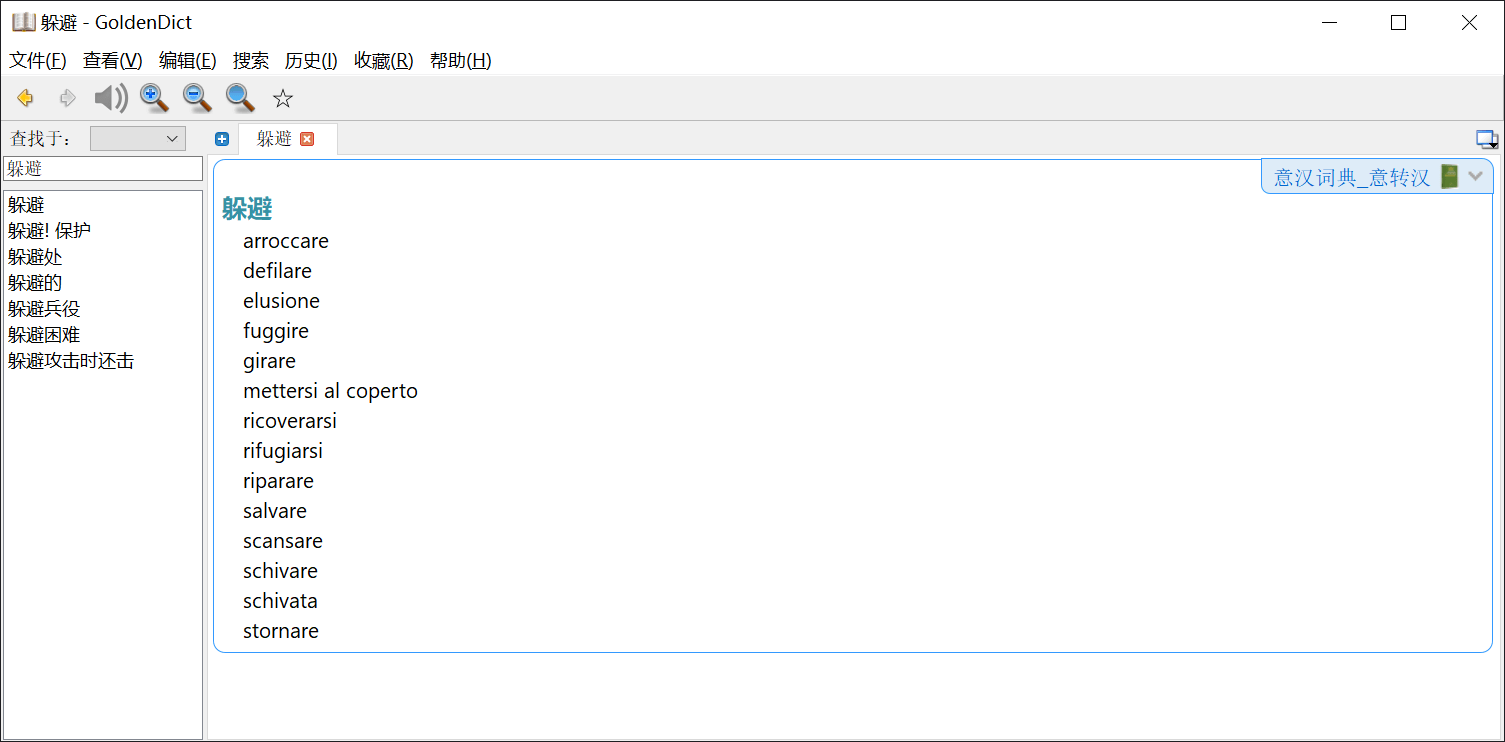 躲避 - GoldenDict
文件(F) 查看(V) 编辑(E) 搜索 历史(I) 收藏(R) 帮助(H)
查找于：
躲避
躲避
躲避
躲避! 保护
躲避处
躲避的
躲避兵役
躲避困难
躲避攻击时还击
意汉词典_意转汉
躲避
arroccare
defilare
elusione
fuggire
girare
mettersi al coperto
ricoverarsi
rifugiarsi
riparare
salvare
scansare
schivare
schivata
stornare